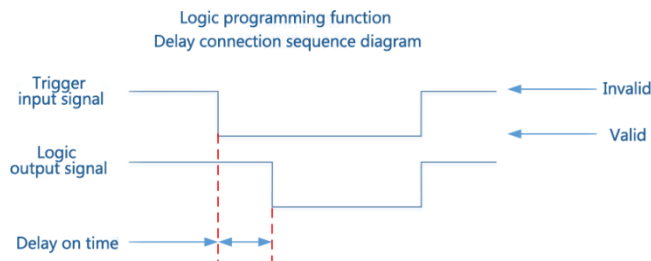 Logic programming function
Delay connection sequence diagram
Trigger
input signal
Invalid
Valid
Logic
output signal
Delay on time